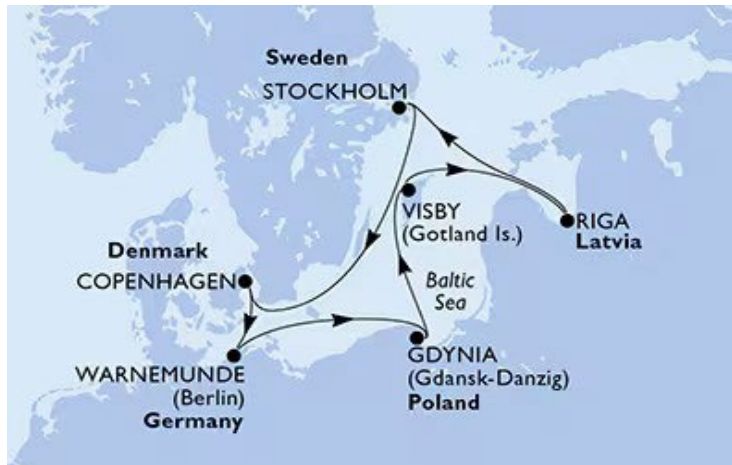 Sweden
STOCKHOLM
VISBY
(Gotland Is.)
RIGA
Latvia
Denmark
COPENHAGEN
Baltic
Sea
WARNEMUNDE
(Berlin)
Germany
GDYNIA
(Gdansk-Danzig)
Poland